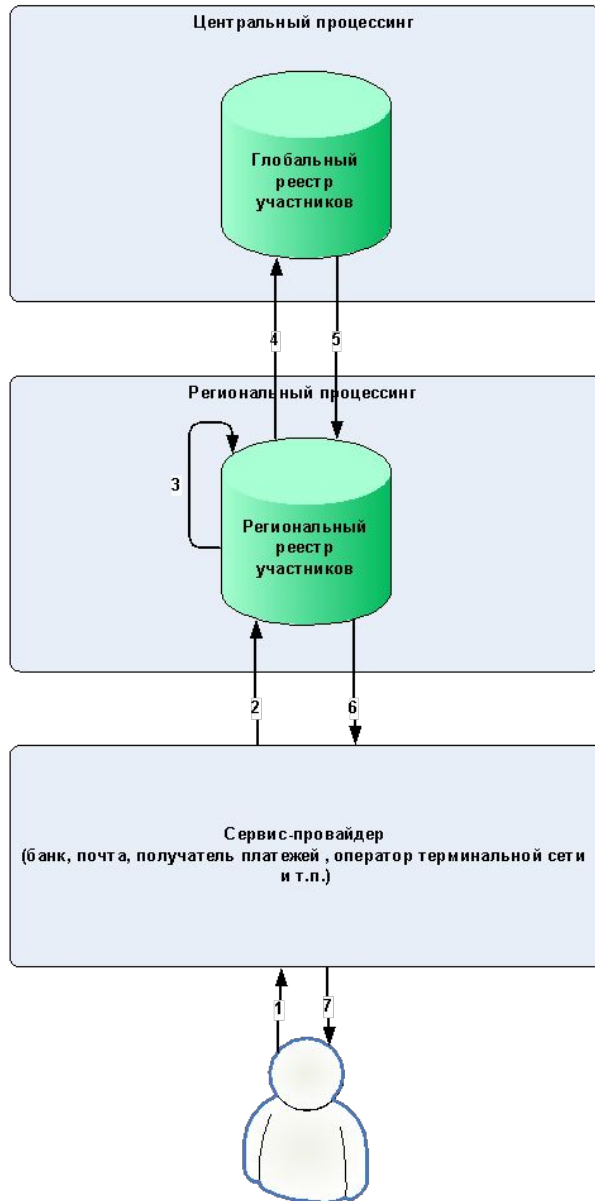 Центральный процессинг
Глобальный
реестр
участников
4
5
Региональный процессинг
3
Региональный
реестр
участников
2
6
Сервис-провайдер
(банк, почта, получатель платежей , оператор терминальной сети
и т.п.)
1
7